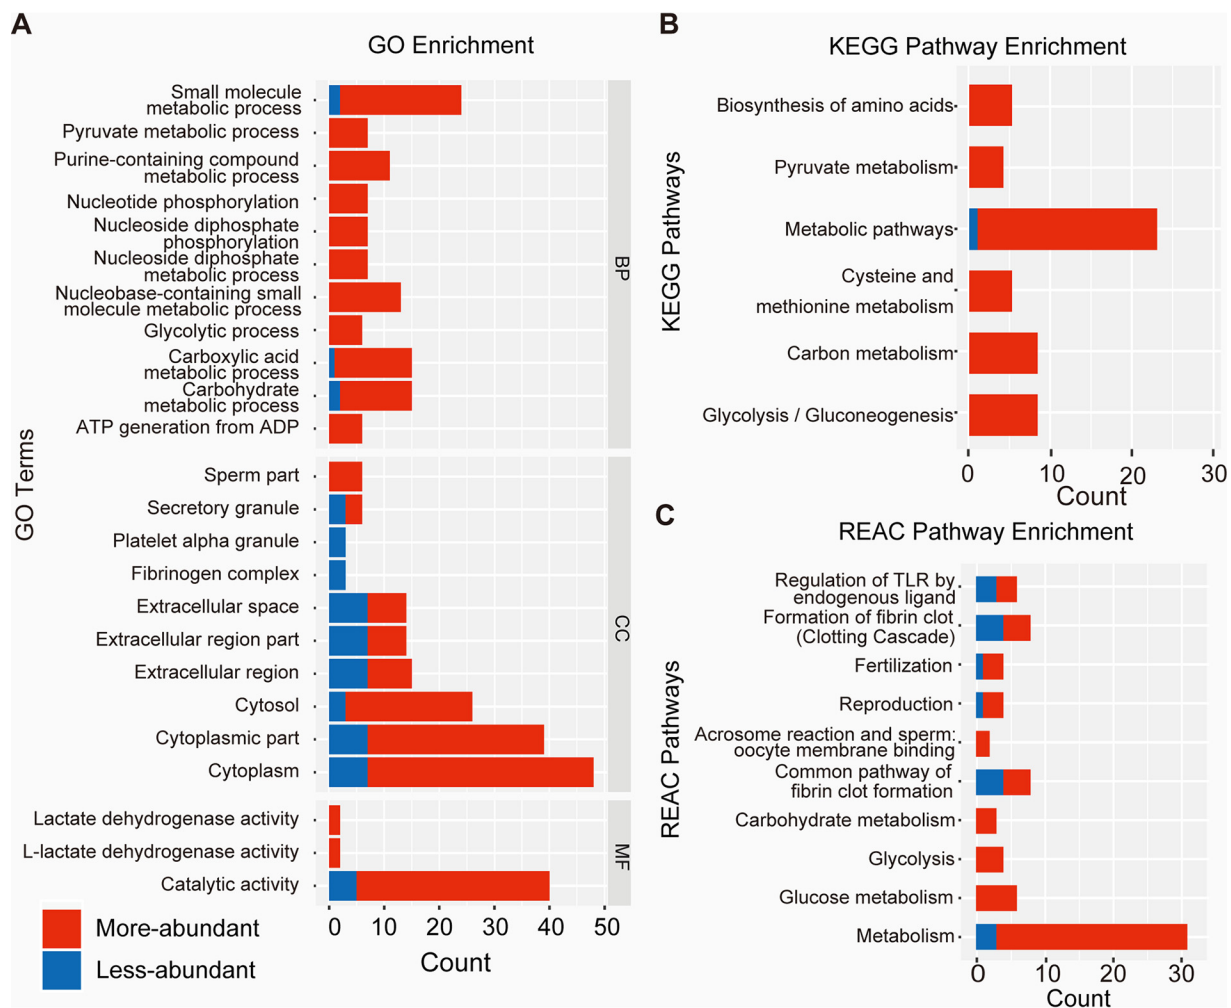 A
GO Enrichment
GO Terms
Small molecule
metabolic process
Pyruvate metabolic process
Purine-containing compound
metabolic process
Nucleotide phosphorylation
Nucleoside diphosphate
phosphorylation
Nucleoside diphosphate
metabolic process
Nucleobase-containing small
molecule metabolic process
Glycolytic process
Carboxylic acid
metabolic process
Carbohydrate
metabolic process
ATP generation from ADP
BP
Sperm part
Secretory granule
Platelet alpha granule
Fibrinogen complex
Extracellular space
Extracellular region part
Extracellular region
Cytosol
Cytoplasmic part
Cytoplasm
CC
Lactate dehydrogenase activity
L-lactate dehydrogenase activity
Catalytic activity
MF
0 10 20 30 40 50
Count
More-abundant
Less-abundant
B
KEGG Pathway Enrichment
KEGG Pathways
Biosynthesis of amino acids
Pyruvate metabolism
Metabolic pathways
Cysteine and
methionine metabolism
Carbon metabolism
Glycolysis / Gluconeogenesis
0 10 20 30
Count
C
REAC Pathway Enrichment
REAC Pathways
Regulation of TLR by
endogenous ligand
Formation of fibrin clot
(Clotting Cascade)
Fertilization
Reproduction
Acrosome reaction and sperm:
oocyte membrane binding
Common pathway of
fibrin clot formation
Carbohydrate metabolism
Glycolysis
Glucose metabolism
Metabolism
0 10 20 30
Count